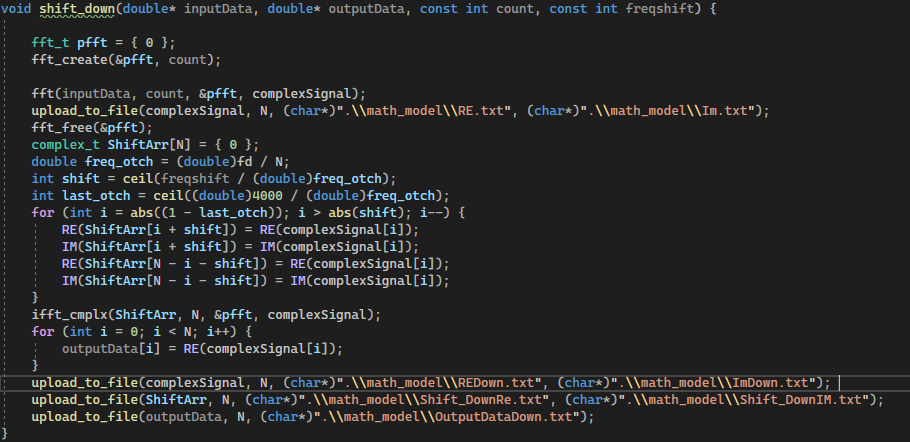 void shift_down(double* inputData, double* outputData, const int count, const int freqshift) {
fft_t pfft = { 0 };
fft_create(&pfft, count);
fft(inputData, count, &pfft, complexSignal);
upload_to_file(complexSignal, N, (char*)".\\math_model\\RE.txt", (char*)".\\math_model\\Im.txt");
fft_free(&pfft);
complex_t ShiftArr[N] = { 0 };
double freq_otch = (double)fd / N;
int shift = ceil(freqshift / (double)freq_otch);
int last_otch = ceil((double)4000 / (double)freq_otch);
for (int i = abs((1 - last_otch)); i > abs(shift); i--) {
RE(ShiftArr[i + shift]) = RE(complexSignal[i]);
IM(ShiftArr[i + shift]) = IM(complexSignal[i]);
RE(ShiftArr[N - i - shift]) = RE(complexSignal[i]);
IM(ShiftArr[N - i - shift]) = IM(complexSignal[i]);
}
ifft_cmplx(ShiftArr, N, &pfft, complexSignal);
for (int i = 0; i < N; i++) {
outputData[i] = RE(complexSignal[i]);
}
upload_to_file(complexSignal, N, (char*)".\\math_model\\REDown.txt", (char*)".\\math_model\\ImDown.txt");
upload_to_file(ShiftArr, N, (char*)".\\math_model\\Shift_DownRe.txt", (char*)".\\math_model\\Shift_DownIM.txt");
upload_to_file(outputData, N, (char*)".\\math_model\\OutputDataDown.txt");
}